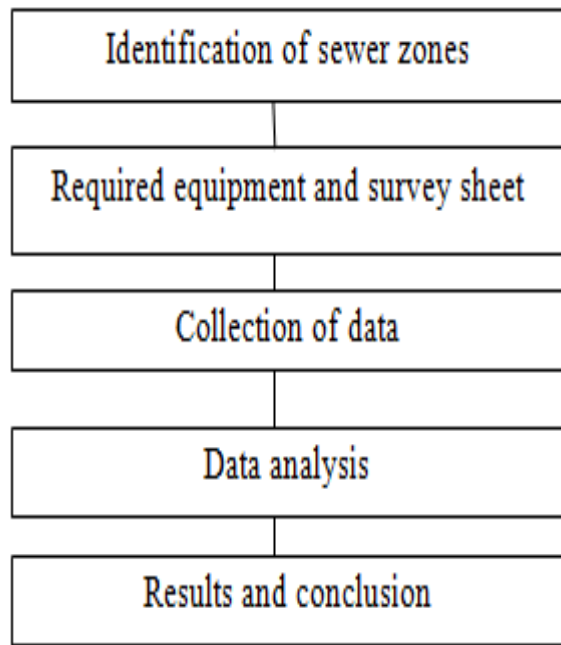 Identification of sewer zones
Required equipment and survey sheet
Collection of data
Data analysis
Results and conclusion